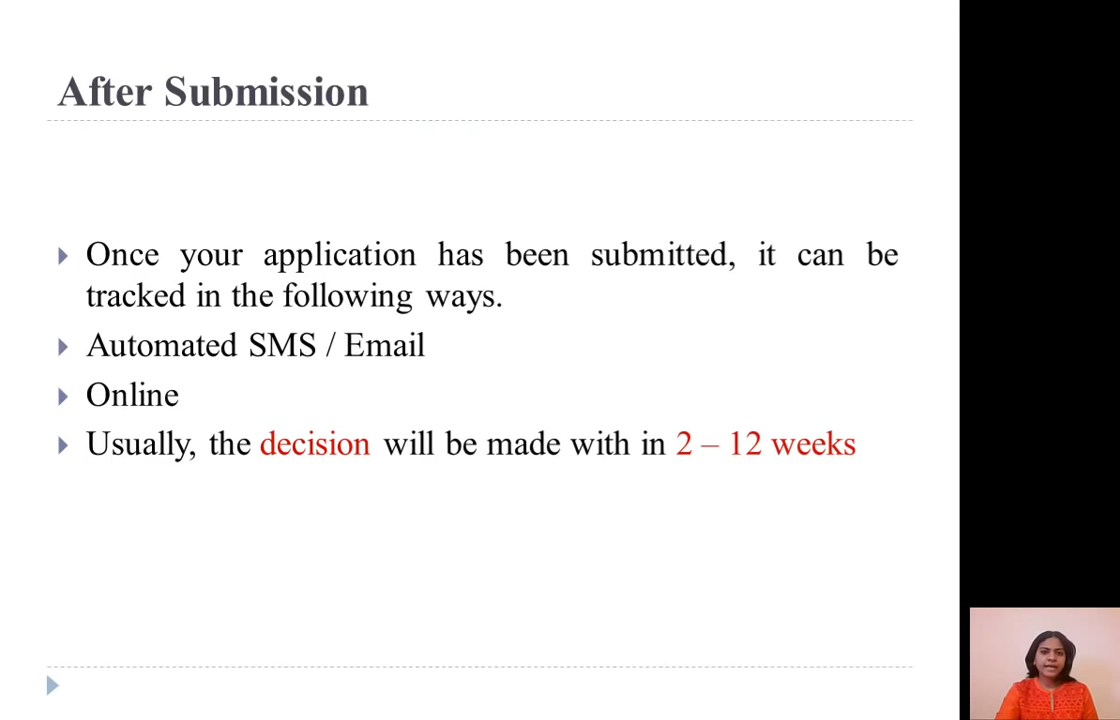 After Submission
Once your application has been submitted, it can be
tracked in the following ways.
Automated SMS / Email
Online
Usually, the decision will be made with in 2 – 12 weeks